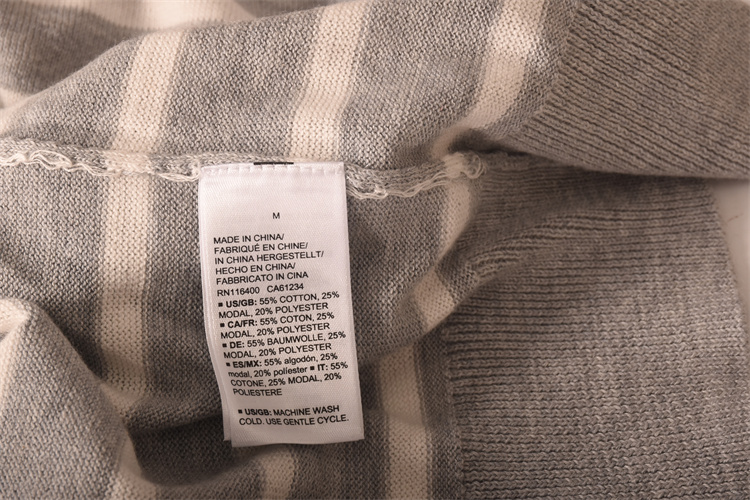 M
MADE IN CHINA/
FABRIQUÉ EN CHINE/
IN CHINA HERGESTELLT/
HECHO EN CHINA/
FABBRICATO IN CINA
RN116400 CA61234
▪ US/GB: 55% COTTON, 25%
MODAL, 20% POLYESTER
▪ CA/FR: 55% COTON, 25%
MODAL, 20% POLYESTER
▪ DE: 55% BAUMWOLLE, 25%
MODAL, 20% POLYESTER
▪ ES/MX: 55% algodón, 25%
modal, 20% poliester ▪ IT: 55%
COTONE, 25% MODAL, 20%
POLIESTERE
▪ US/GB: MACHINE WASH
COLD. USE GENTLE CYCLE.